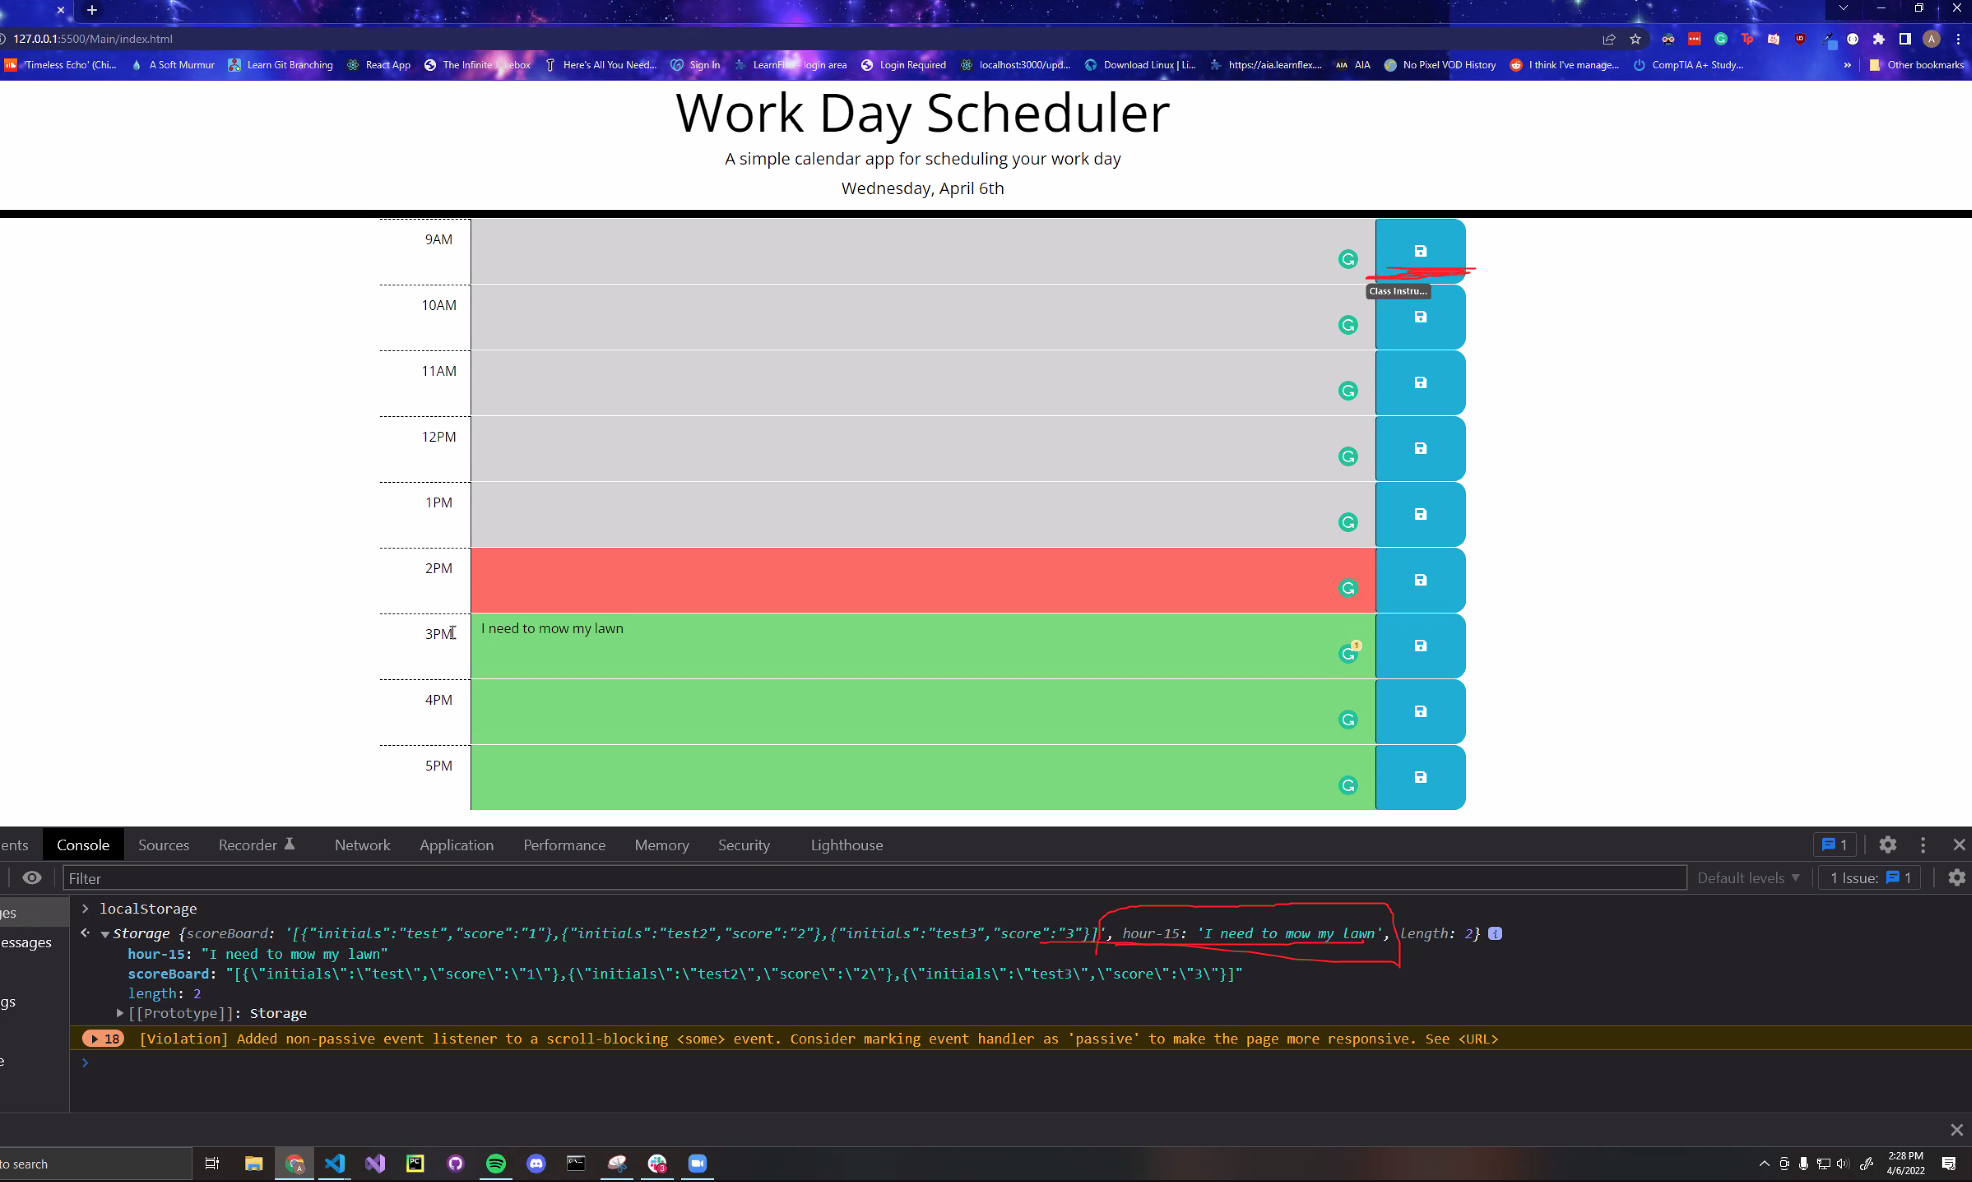 127.0.0.1:5500/Main/index.html
'Timeless Echo' (Chi... A Soft Murmur Learn Git Branching React App The Infinite Jukebox Here's All You Need... Sign In LearnFlex - login area Login Required localhost:3000/upd... Download Linux | Li... https://aia.learnflex.... AIA AIA No Pixel VOD History I think I've manage... CompTIA A+ Study... » Other bookmarks
Work Day Scheduler
A simple calendar app for scheduling your work day
Wednesday, April 6th
9AM
Class Instru...
10AM
11AM
12PM
1PM
2PM
3PM I need to mow my lawn
1
4PM
5PM
ents Console Sources Recorder Network Application Performance Memory Security Lighthouse 1
Filter Default levels 1 Issue: 1
ges
essages
gs
e
localStorage
Storage {scoreBoard: '[{"initials":"test","score":"1"},{"initials":"test2","score":"2"},{"initials":"test3","score":"3"}]', hour-15: 'I need to mow my lawn', length: 2}
hour-15: "I need to mow my lawn"
scoreBoard: "[{\"initials\":\"test\",\"score\":\"1\"},{\"initials\":\"test2\",\"score\":\"2\"},{\"initials\":\"test3\",\"score\":\"3\"}]"
length: 2
[[Prototype]]: Storage
18 [Violation] Added non-passive event listener to a scroll-blocking <some> event. Consider marking event handler as 'passive' to make the page more responsive. See <URL>
to search
2:28 PM
4/6/2022